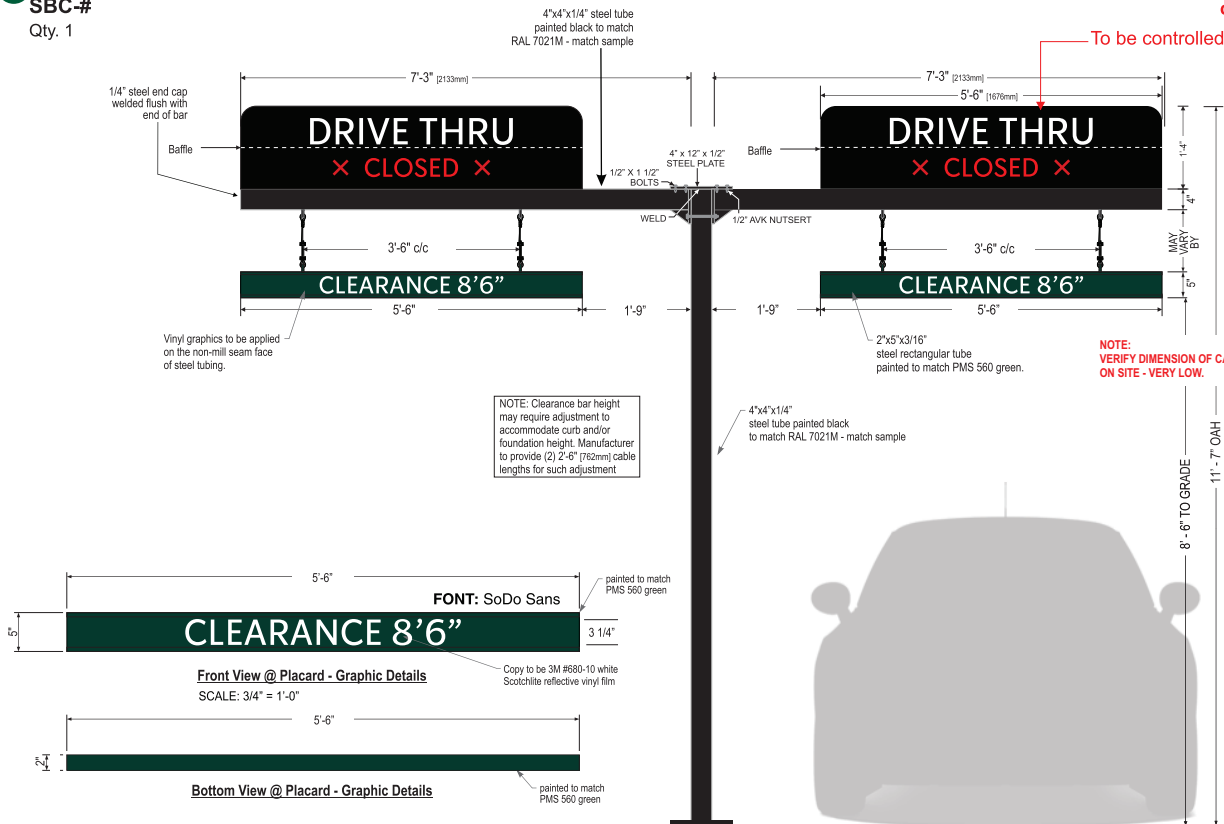 SBC-#
Qty. 1
4"x4"x1/4" steel tube
painted black to match
RAL 7021M - match sample
To be controlled
7'-3" [2133mm]
7'-3" [2133mm]
5'-6" [1676mm]
1/4" steel end cap
welded flush with
end of bar
Baffle
DRIVE THRU
× CLOSED ×
4" x 12" x 1/2"
STEEL PLATE
1/2" X 1 1/2"
BOLTS
WELD
1/2" AVK NUTSERT
Baffle
DRIVE THRU
× CLOSED ×
1'-4"
4"
MAY
VARY
BY
5"
3'-6" c/c
3'-6" c/c
CLEARANCE 8'6"
CLEARANCE 8'6"
5'-6"
1'-9"
1'-9"
5'-6"
Vinyl graphics to be applied
on the non-mill seam face
of steel tubing.
2"x5"x3/16"
steel rectangular tube
painted to match PMS 560 green.
NOTE:
VERIFY DIMENSION OF CA
ON SITE - VERY LOW.
NOTE: Clearance bar height
may require adjustment to
accommodate curb and/or
foundation height. Manufacturer
to provide (2) 2'-6" [762mm] cable
lengths for such adjustment
4"x4"x1/4"
steel tube painted black
to match RAL 7021M - match sample
8' - 6" TO GRADE
11' - 7" OAH
5'-6"
painted to match
PMS 560 green
FONT: SoDo Sans
5"
CLEARANCE 8'6"
3 1/4"
Front View @ Placard - Graphic Details
SCALE: 3/4" = 1'-0"
Copy to be 3M #680-10 white
Scotchlite reflective vinyl film
5'-6"
2"
Bottom View @ Placard - Graphic Details
painted to match
PMS 560 green